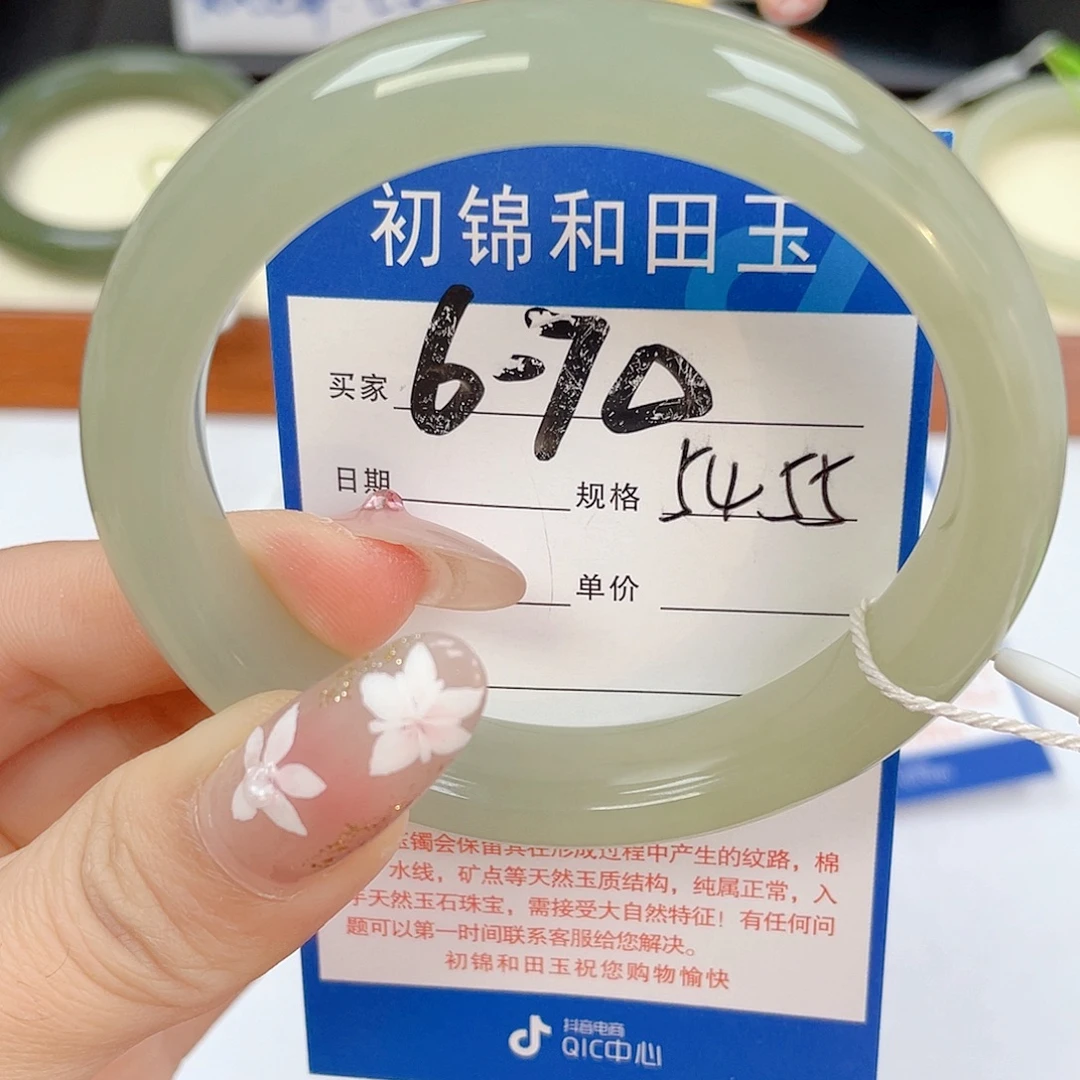 初锦和田玉
买家 6-70
日期 规格 54.55
单价
玉镯会保留其在形成过程中产生的纹路，棉
水线，矿点等天然玉质结构，纯属正常，入
手天然玉石珠宝，需接受大自然特征！有任何问
题可以第一时间联系客服给您解决。
初锦和田玉祝您购物愉快
抖音电商
QIC中心